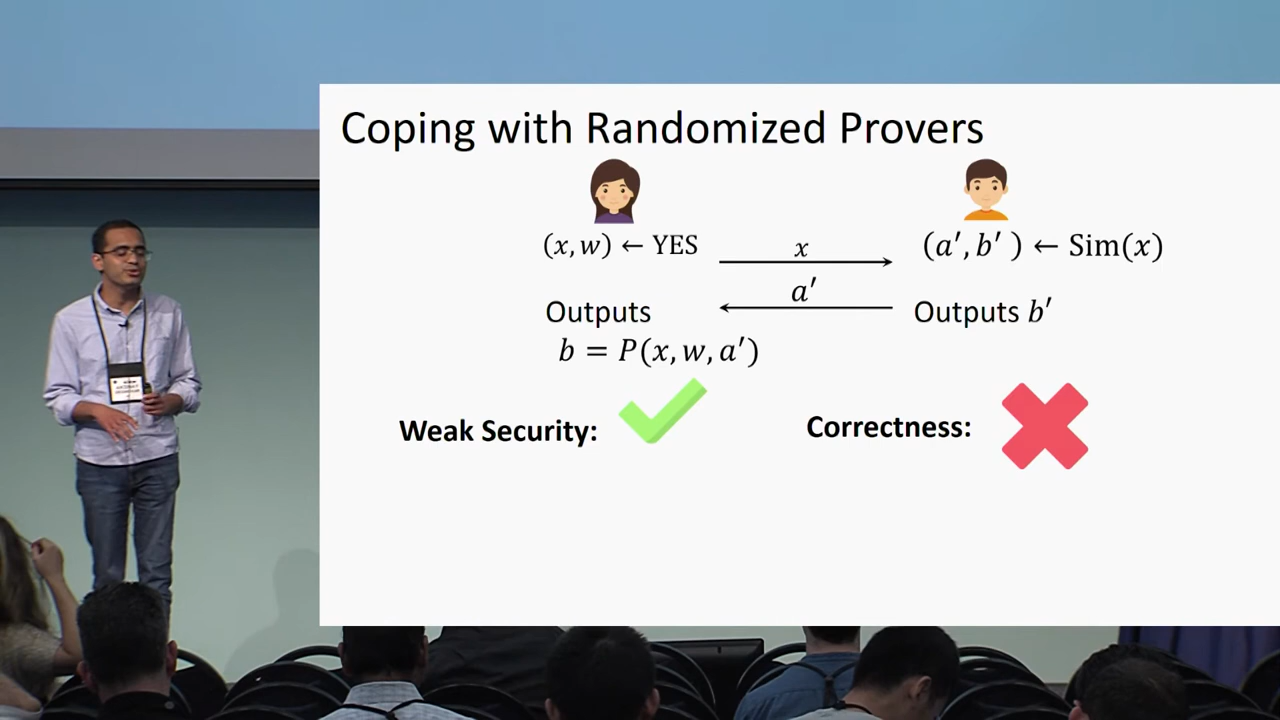 Coping with Randomized Provers
(x, w) ← YES
x
(a′, b′ ) ← Sim(x)
a′
Outputs
Outputs b′
b = P(x, w, a′)
Weak Security:
Correctness: